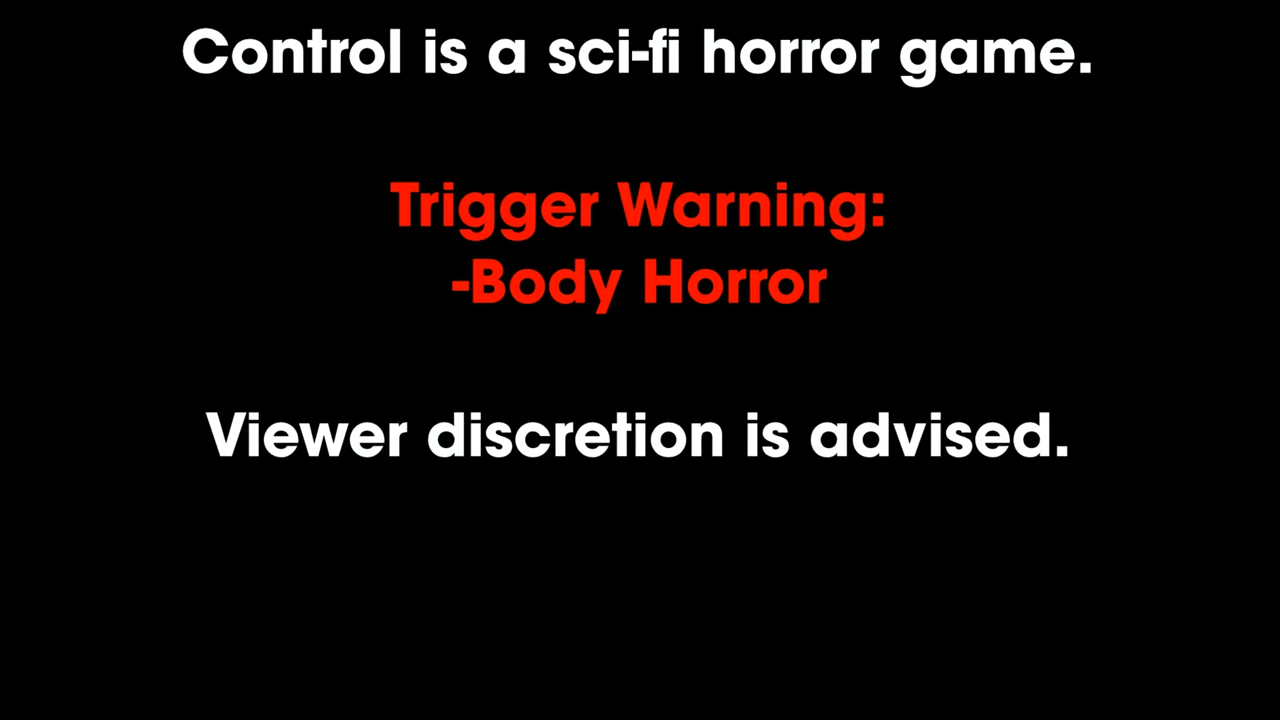 Control is a sci-fi horror game.
Trigger Warning:
-Body Horror
Viewer discretion is advised.